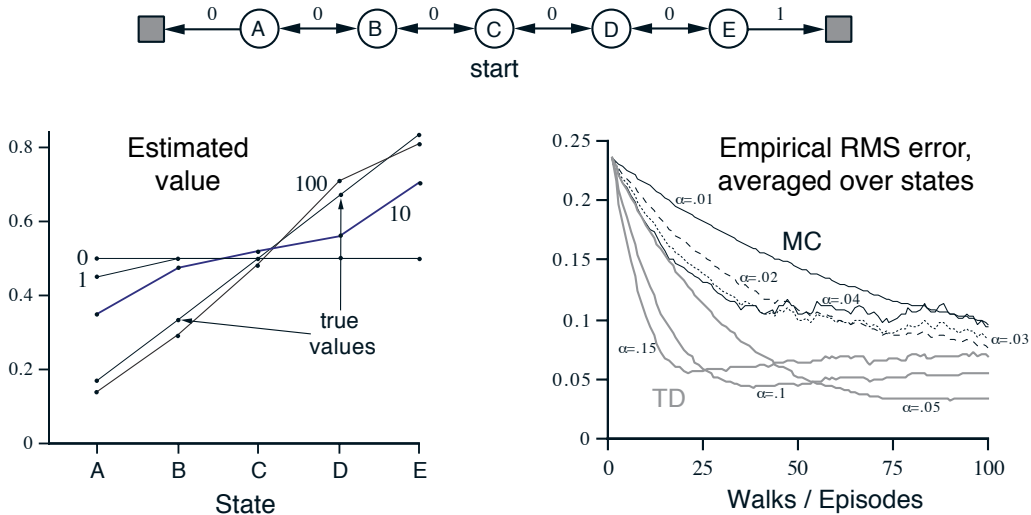 0 0 0 0 0 1
A B C D E
start
Estimated
value
0.8
0.6
0.4
0.2
0
0
1
100
10
true
values
A B C D E
State
Empirical RMS error,
averaged over states
0.25
0.2
0.15
0.1
0.05
0
α=.01
MC
α=.02
α=.04
α=.03
α=.15
TD
α=.1
α=.05
0 25 50 75 100
Walks / Episodes